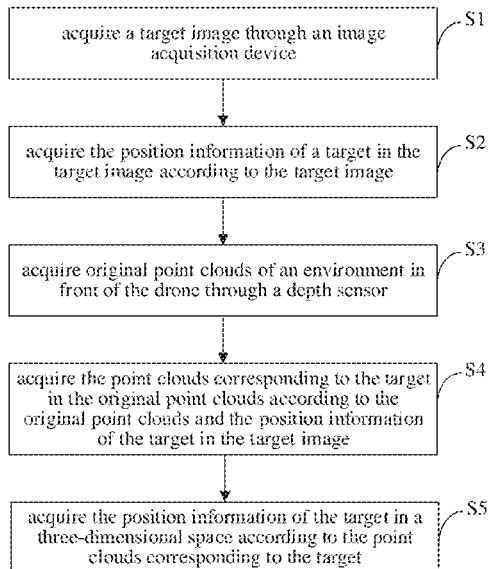 acquire a target image through an image
acquisition device
S1
acquire the position information of a target in the
target image according to the target image
S2
acquire original point clouds of an environment in
front of the drone through a depth sensor
S3
acquire the point clouds corresponding to the target
in the original point clouds according to the
original point clouds and the position information
of the target in the target image
S4
acquire the position information of the target in a
three-dimensional space according to the point
clouds corresponding to the target
S5